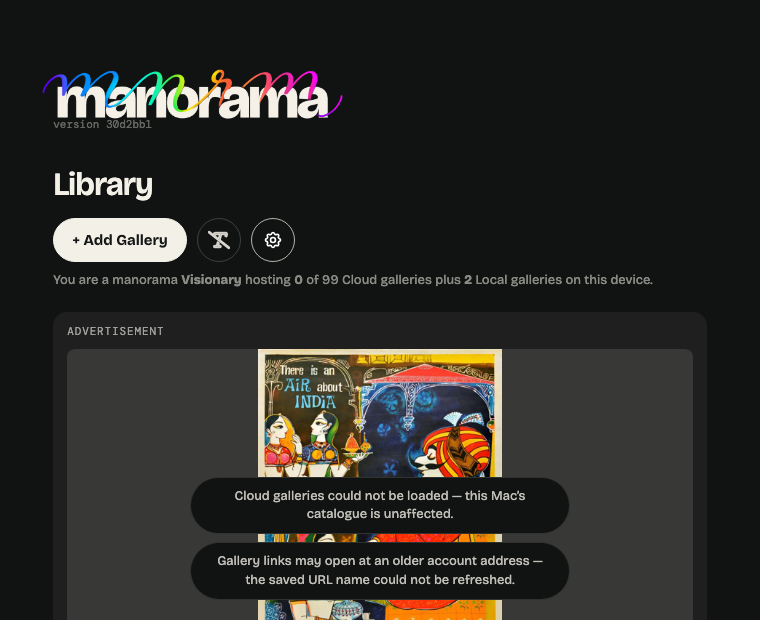 manorama
version 30d2bb1
Library
+ Add Gallery
You are a manorama Visionary hosting 0 of 99 Cloud galleries plus 2 Local galleries on this device.
ADVERTISEMENT
There is an
AIR about
INDIA
Cloud galleries could not be loaded — this Mac's
catalogue is unaffected.
Gallery links may open at an older account address —
the saved URL name could not be refreshed.